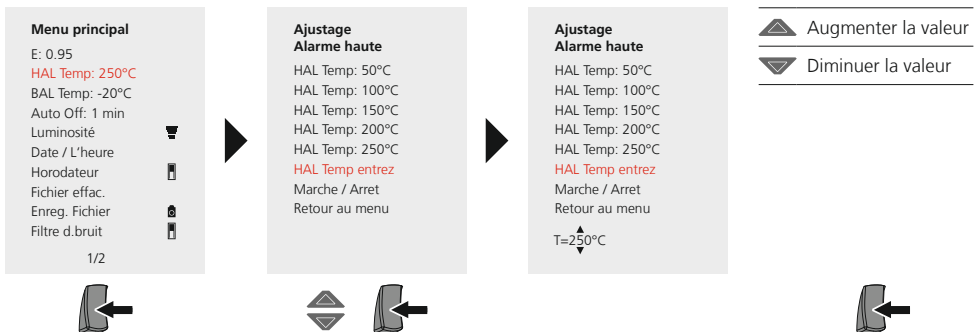 Menu principal
E: 0.95
HAL Temp: 250°C
BAL Temp: -20°C
Auto Off: 1 min
Luminosité
Date / L‘heure
Horodateur
Fichier effac.
Enreg. Fichier
Filtre d.bruit
1/2
Ajustage
Alarme haute
HAL Temp: 50°C
HAL Temp: 100°C
HAL Temp: 150°C
HAL Temp: 200°C
HAL Temp: 250°C
HAL Temp entrez
Marche / Arret
Retour au menu
Ajustage
Alarme haute
HAL Temp: 50°C
HAL Temp: 100°C
HAL Temp: 150°C
HAL Temp: 200°C
HAL Temp: 250°C
HAL Temp entrez
Marche / Arret
Retour au menu
T=250°C
Augmenter la valeur
Diminuer la valeur